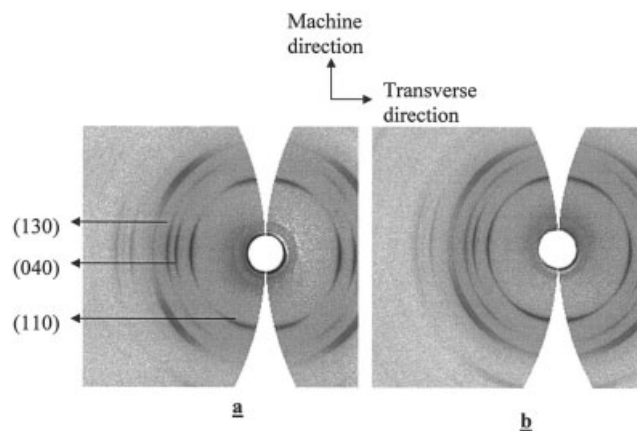 Machine
direction
Transverse
direction
(130)
(040)
(110)
a
b